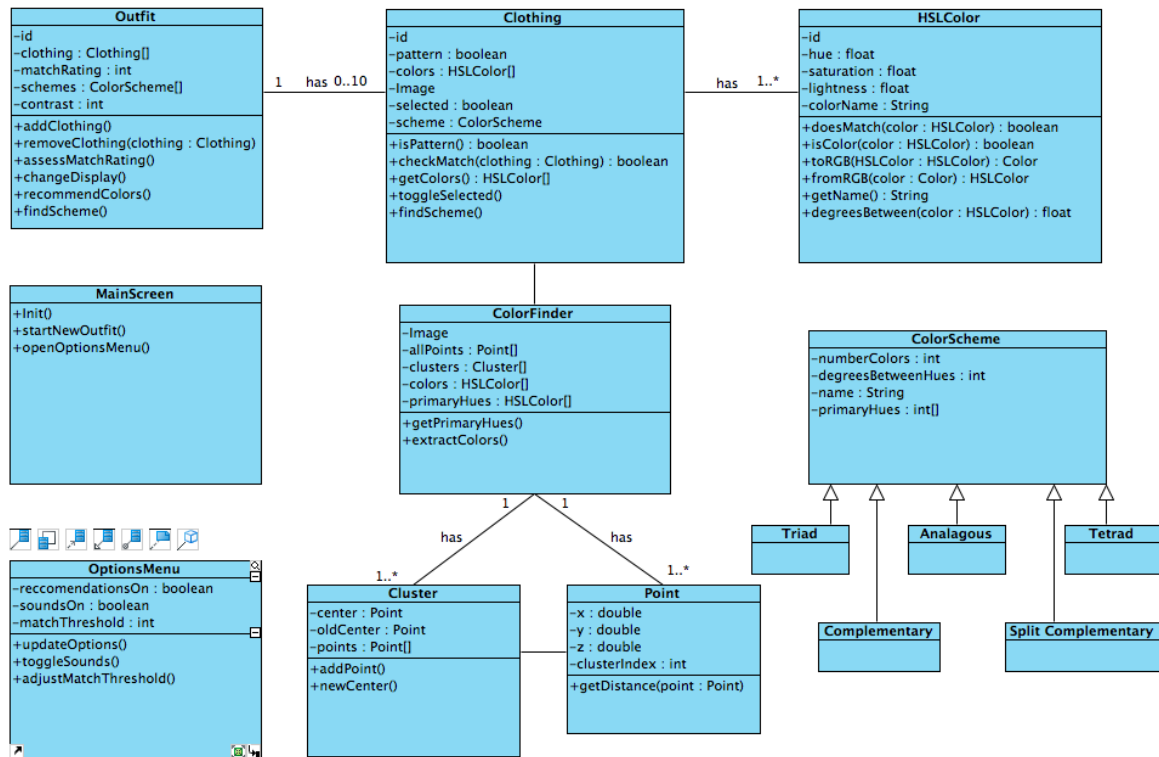 Outfit
-id
-clothing : Clothing[]
-matchRating : int
-schemes : ColorScheme[]
-contrast : int
+addClothing()
+removeClothing(clothing : Clothing)
+assessMatchRating()
+changeDisplay()
+recommendColors()
+findScheme()
1 has 0..10
Clothing
-id
-pattern : boolean
-colors : HSLColor[]
-Image
-selected : boolean
-scheme : ColorScheme
+isPattern() : boolean
+checkMatch(clothing : Clothing) : boolean
+getColors() : HSLColor[]
+toggleSelected()
+findScheme()
has 1..*
HSLColor
-id
-hue : float
-saturation : float
-lightness : float
-colorName : String
+doesMatch(color : HSLColor) : boolean
+isColor(color : HSLColor) : boolean
+toRGB(HSLColor : HSLColor) : Color
+fromRGB(color : Color) : HSLColor
+getName() : String
+degreesBetween(color : HSLColor) : float
MainScreen
+Init()
+startNewOutfit()
+openOptionsMenu()
ColorFinder
-Image
-allPoints : Point[]
-clusters : Cluster[]
-colors : HSLColor[]
-primaryHues : HSLColor[]
+getPrimaryHues()
+extractColors()
ColorScheme
-numberColors : int
-degreesBetweenHues : int
-name : String
-primaryHues : int[]
1 1
has has
1..* 1..*
Triad
Analagous
Tetrad
Complementary
Split Complementary
OptionsMenu
-reccomendationsOn : boolean
-soundsOn : boolean
-matchThreshold : int
+updateOptions()
+toggleSounds()
+adjustMatchThreshold()
Cluster
-center : Point
-oldCenter : Point
-points : Point[]
+addPoint()
+newCenter()
Point
-x : double
-y : double
-z : double
-clusterIndex : int
+getDistance(point : Point)